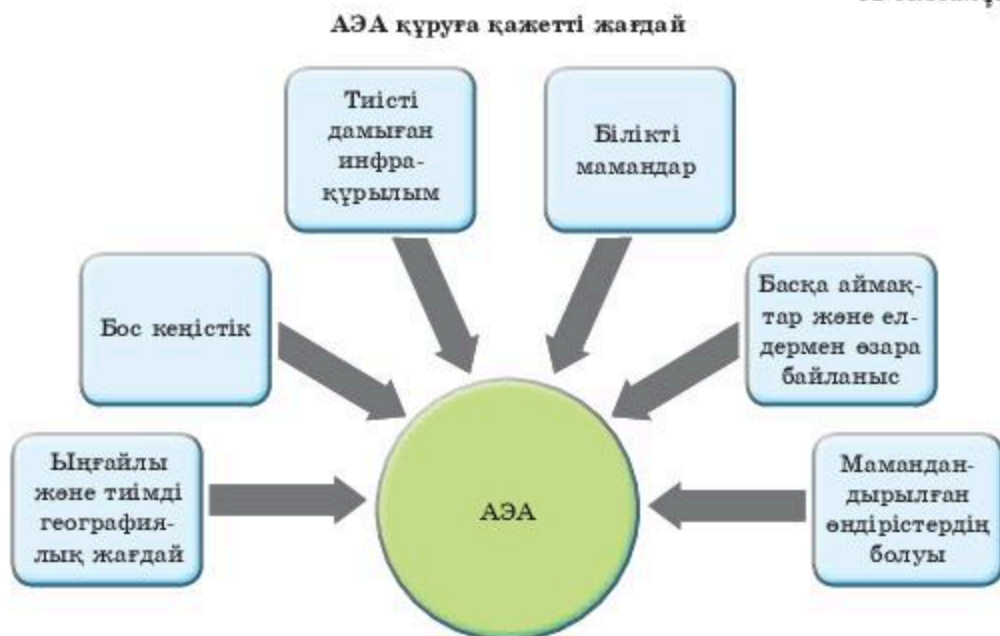 АЭА құруға қажетті жағдай
Тиісті
дамыған
инфра-
құрылым
Білікті
мамандар
Бос кеңістік
Басқа аймақ-
тар және ел-
дермен өзара
байланыс
Ыңғайлы
және тиімді
география-
лық жағдай
АЭА
Мамандан-
дырылған
өндірістердің
болуы